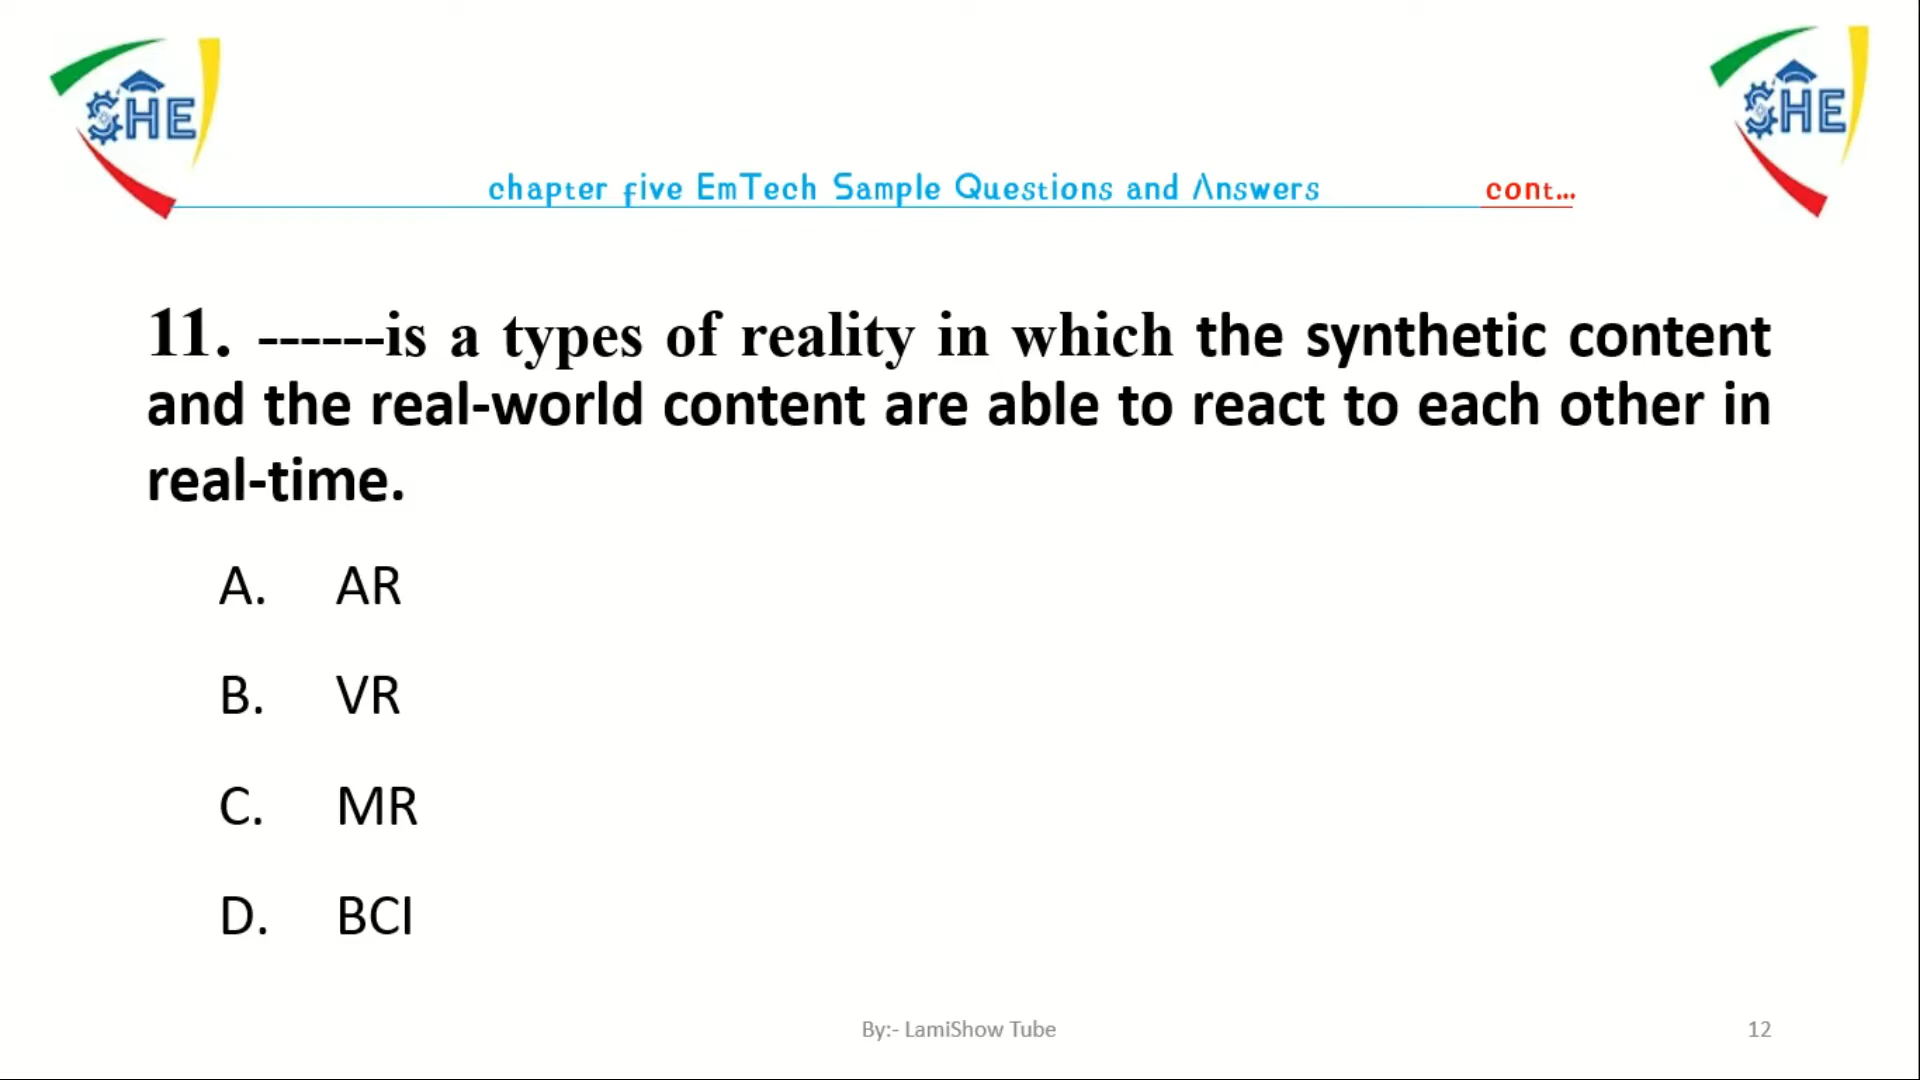 SHE
SHE
chapter five EmTech Sample Questions and Answers cont...
11. ------is a types of reality in which the synthetic content
and the real-world content are able to react to each other in
real-time.
A. AR
B. VR
C. MR
D. BCI
By:- LamiShow Tube 12